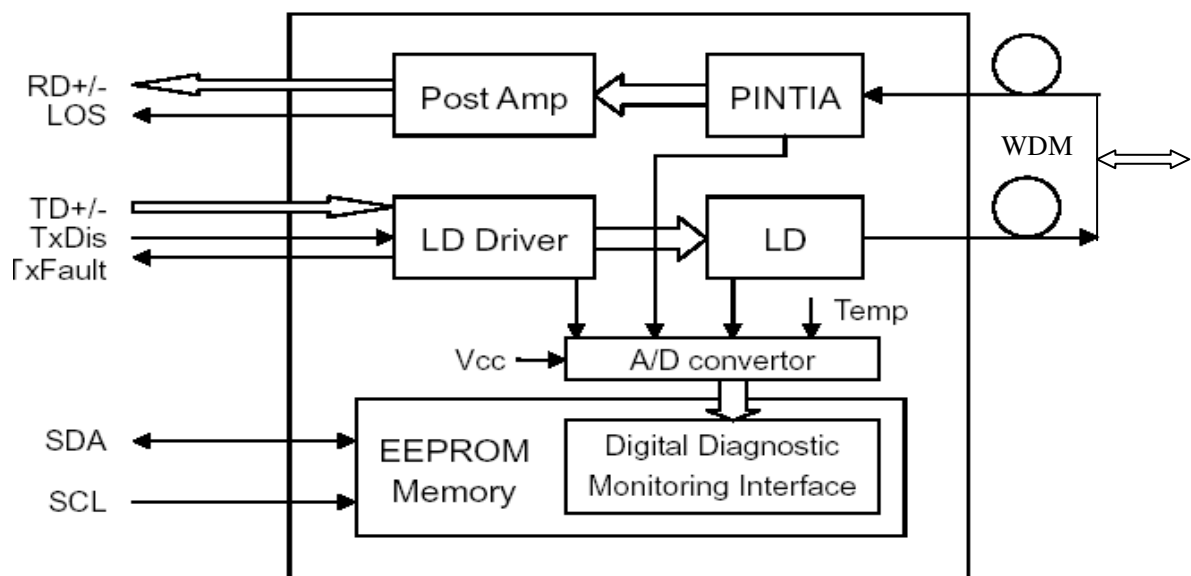 RD+/-
LOS
Post Amp
PINTIA
WDM
TD+/-
TxDis
TxFault
LD Driver
LD
Temp
Vcc
A/D convertor
SDA
SCL
EEPROM
Memory
Digital Diagnostic
Monitoring Interface